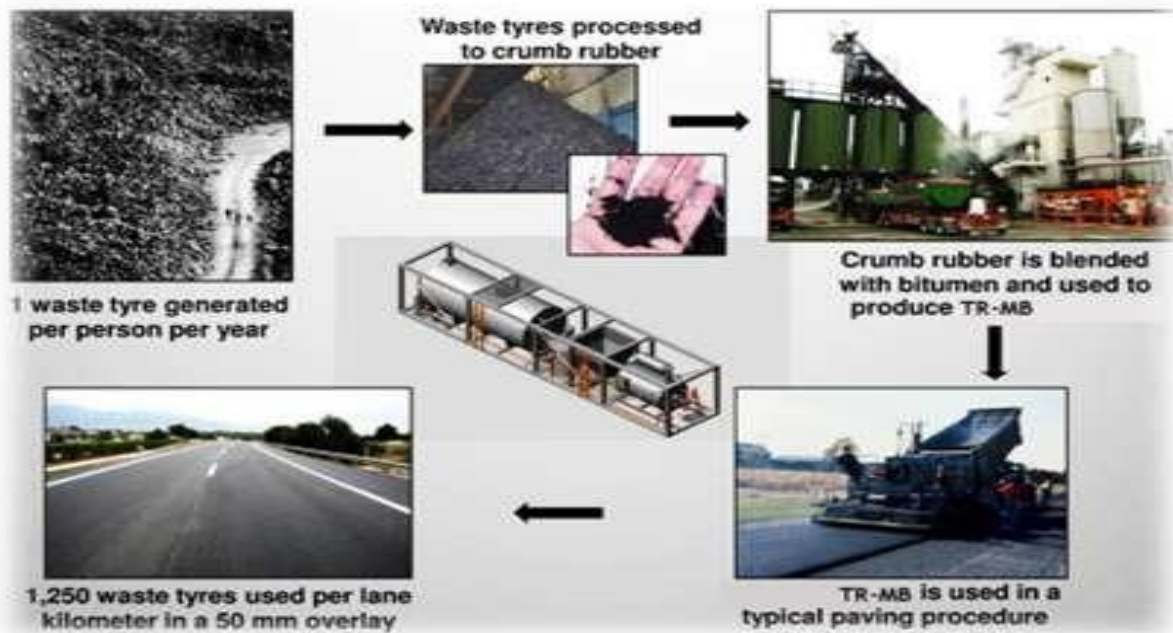 Waste tyres processed
to crumb rubber
1 waste tyre generated
per person per year
Crumb rubber is blended
with bitumen and used to
produce TR-MB
TR-MB is used in a
typical paving procedure
1,250 waste tyres used per lane
kilometer in a 50 mm overlay